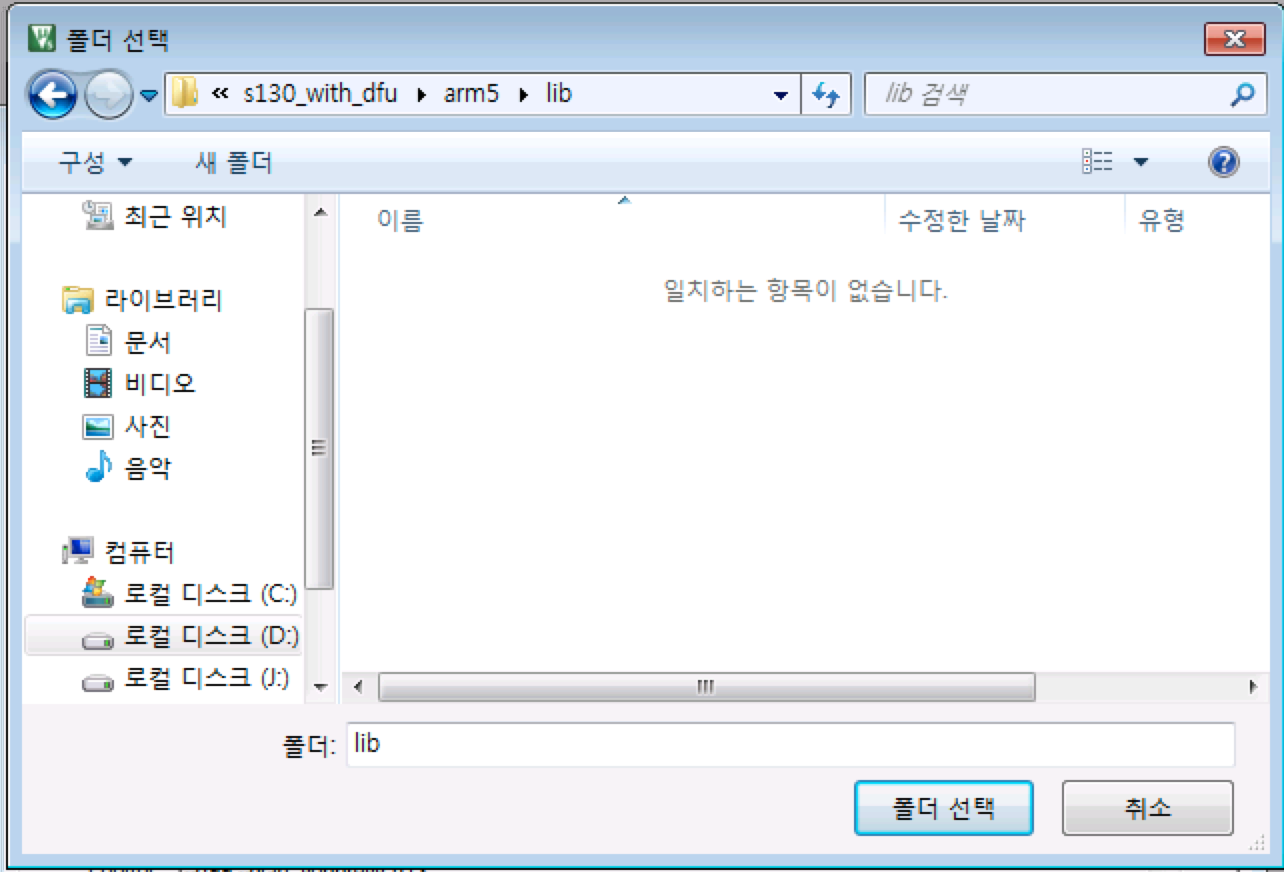 폴더 선택
« s130_with_dfu ▸ arm5 ▸ lib
lib 검색
구성
새 폴더
최근 위치
이름
수정한 날짜
유형
일치하는 항목이 없습니다.
라이브러리
문서
비디오
사진
음악
컴퓨터
로컬 디스크 (C:)
로컬 디스크 (D:)
로컬 디스크 (J:)
폴더: lib
폴더 선택
취소